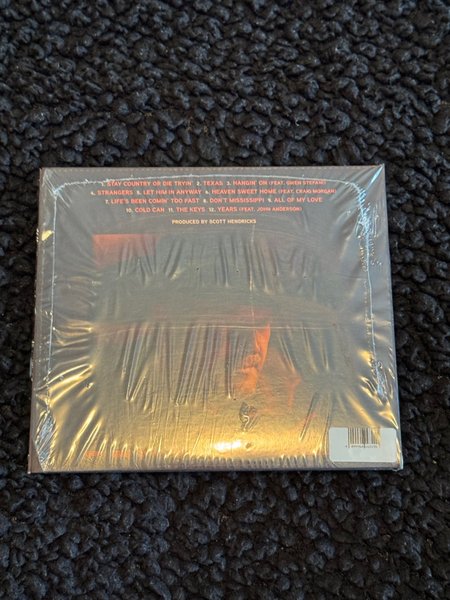 1. STAY COUNTRY OR DIE TRYIN' 2. TEXAS 3. HANGIN' ON (FEAT. GWEN STEFANI)
4. STRANGERS 5. LET HIM IN ANYWAY 6. HEAVEN SWEET HOME (FEAT. CRAIG MORGAN)
7. LIFE'S BEEN COMIN' TOO FAST 8. DON'T MISSISSIPPI 9. ALL OF MY LOVE
10. COLD CAN 11. THE KEYS 12. YEARS (FEAT. JOHN ANDERSON)
PRODUCED BY SCOTT HENDRICKS